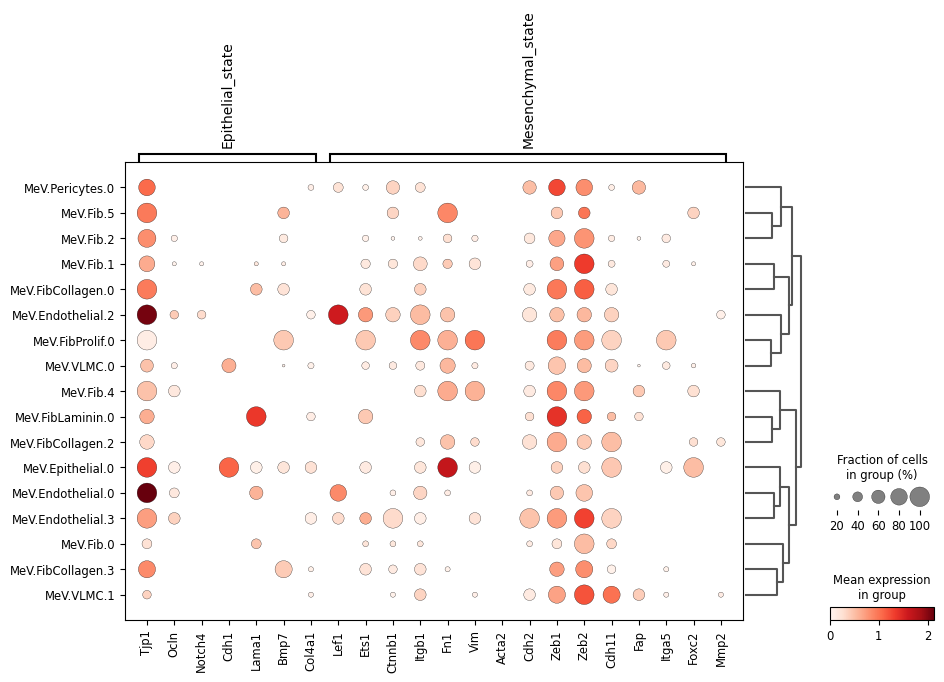 Epithelial_state
Mesenchymal_state
MeV.Pericytes.0
MeV.Fib.5
MeV.Fib.2
MeV.Fib.1
MeV.FibCollagen.0
MeV.Endothelial.2
MeV.FibProlif.0
MeV.VLMC.0
MeV.Fib.4
MeV.FibLaminin.0
MeV.FibCollagen.2
MeV.Epithelial.0
MeV.Endothelial.0
MeV.Endothelial.3
MeV.Fib.0
MeV.FibCollagen.3
MeV.VLMC.1
Tjp1
Ocln
Notch4
Cdh1
Lama1
Bmp7
Col4a1
Lef1
Ets1
Ctnnb1
Itgb1
Fn1
Vim
Acta2
Cdh2
Zeb1
Zeb2
Cdh11
Fap
Itga5
Foxc2
Mmp2
Fraction of cells
in group (%)
20 40 60 80 100
Mean expression
in group
0 1 2